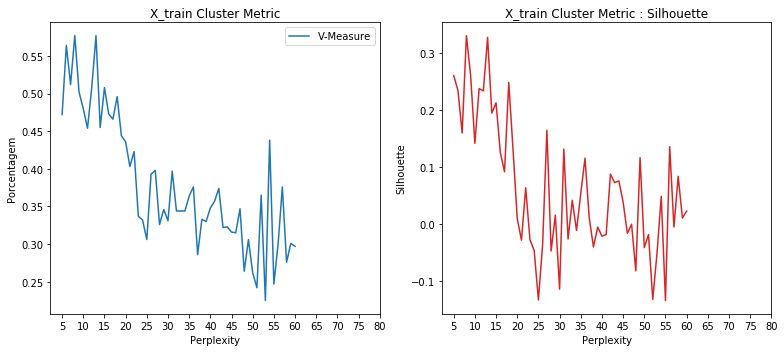 X_train Cluster Metric
V-Measure
Porcentagem
0.55
0.50
0.45
0.40
0.35
0.30
0.25
5 10 15 20 25 30 35 40 45 50 55 60 65 70 75 80
Perplexity
X_train Cluster Metric : Silhouette
Silhouette
0.3
0.2
0.1
0.0
−0.1
5 10 15 20 25 30 35 40 45 50 55 60 65 70 75 80
Perplexity